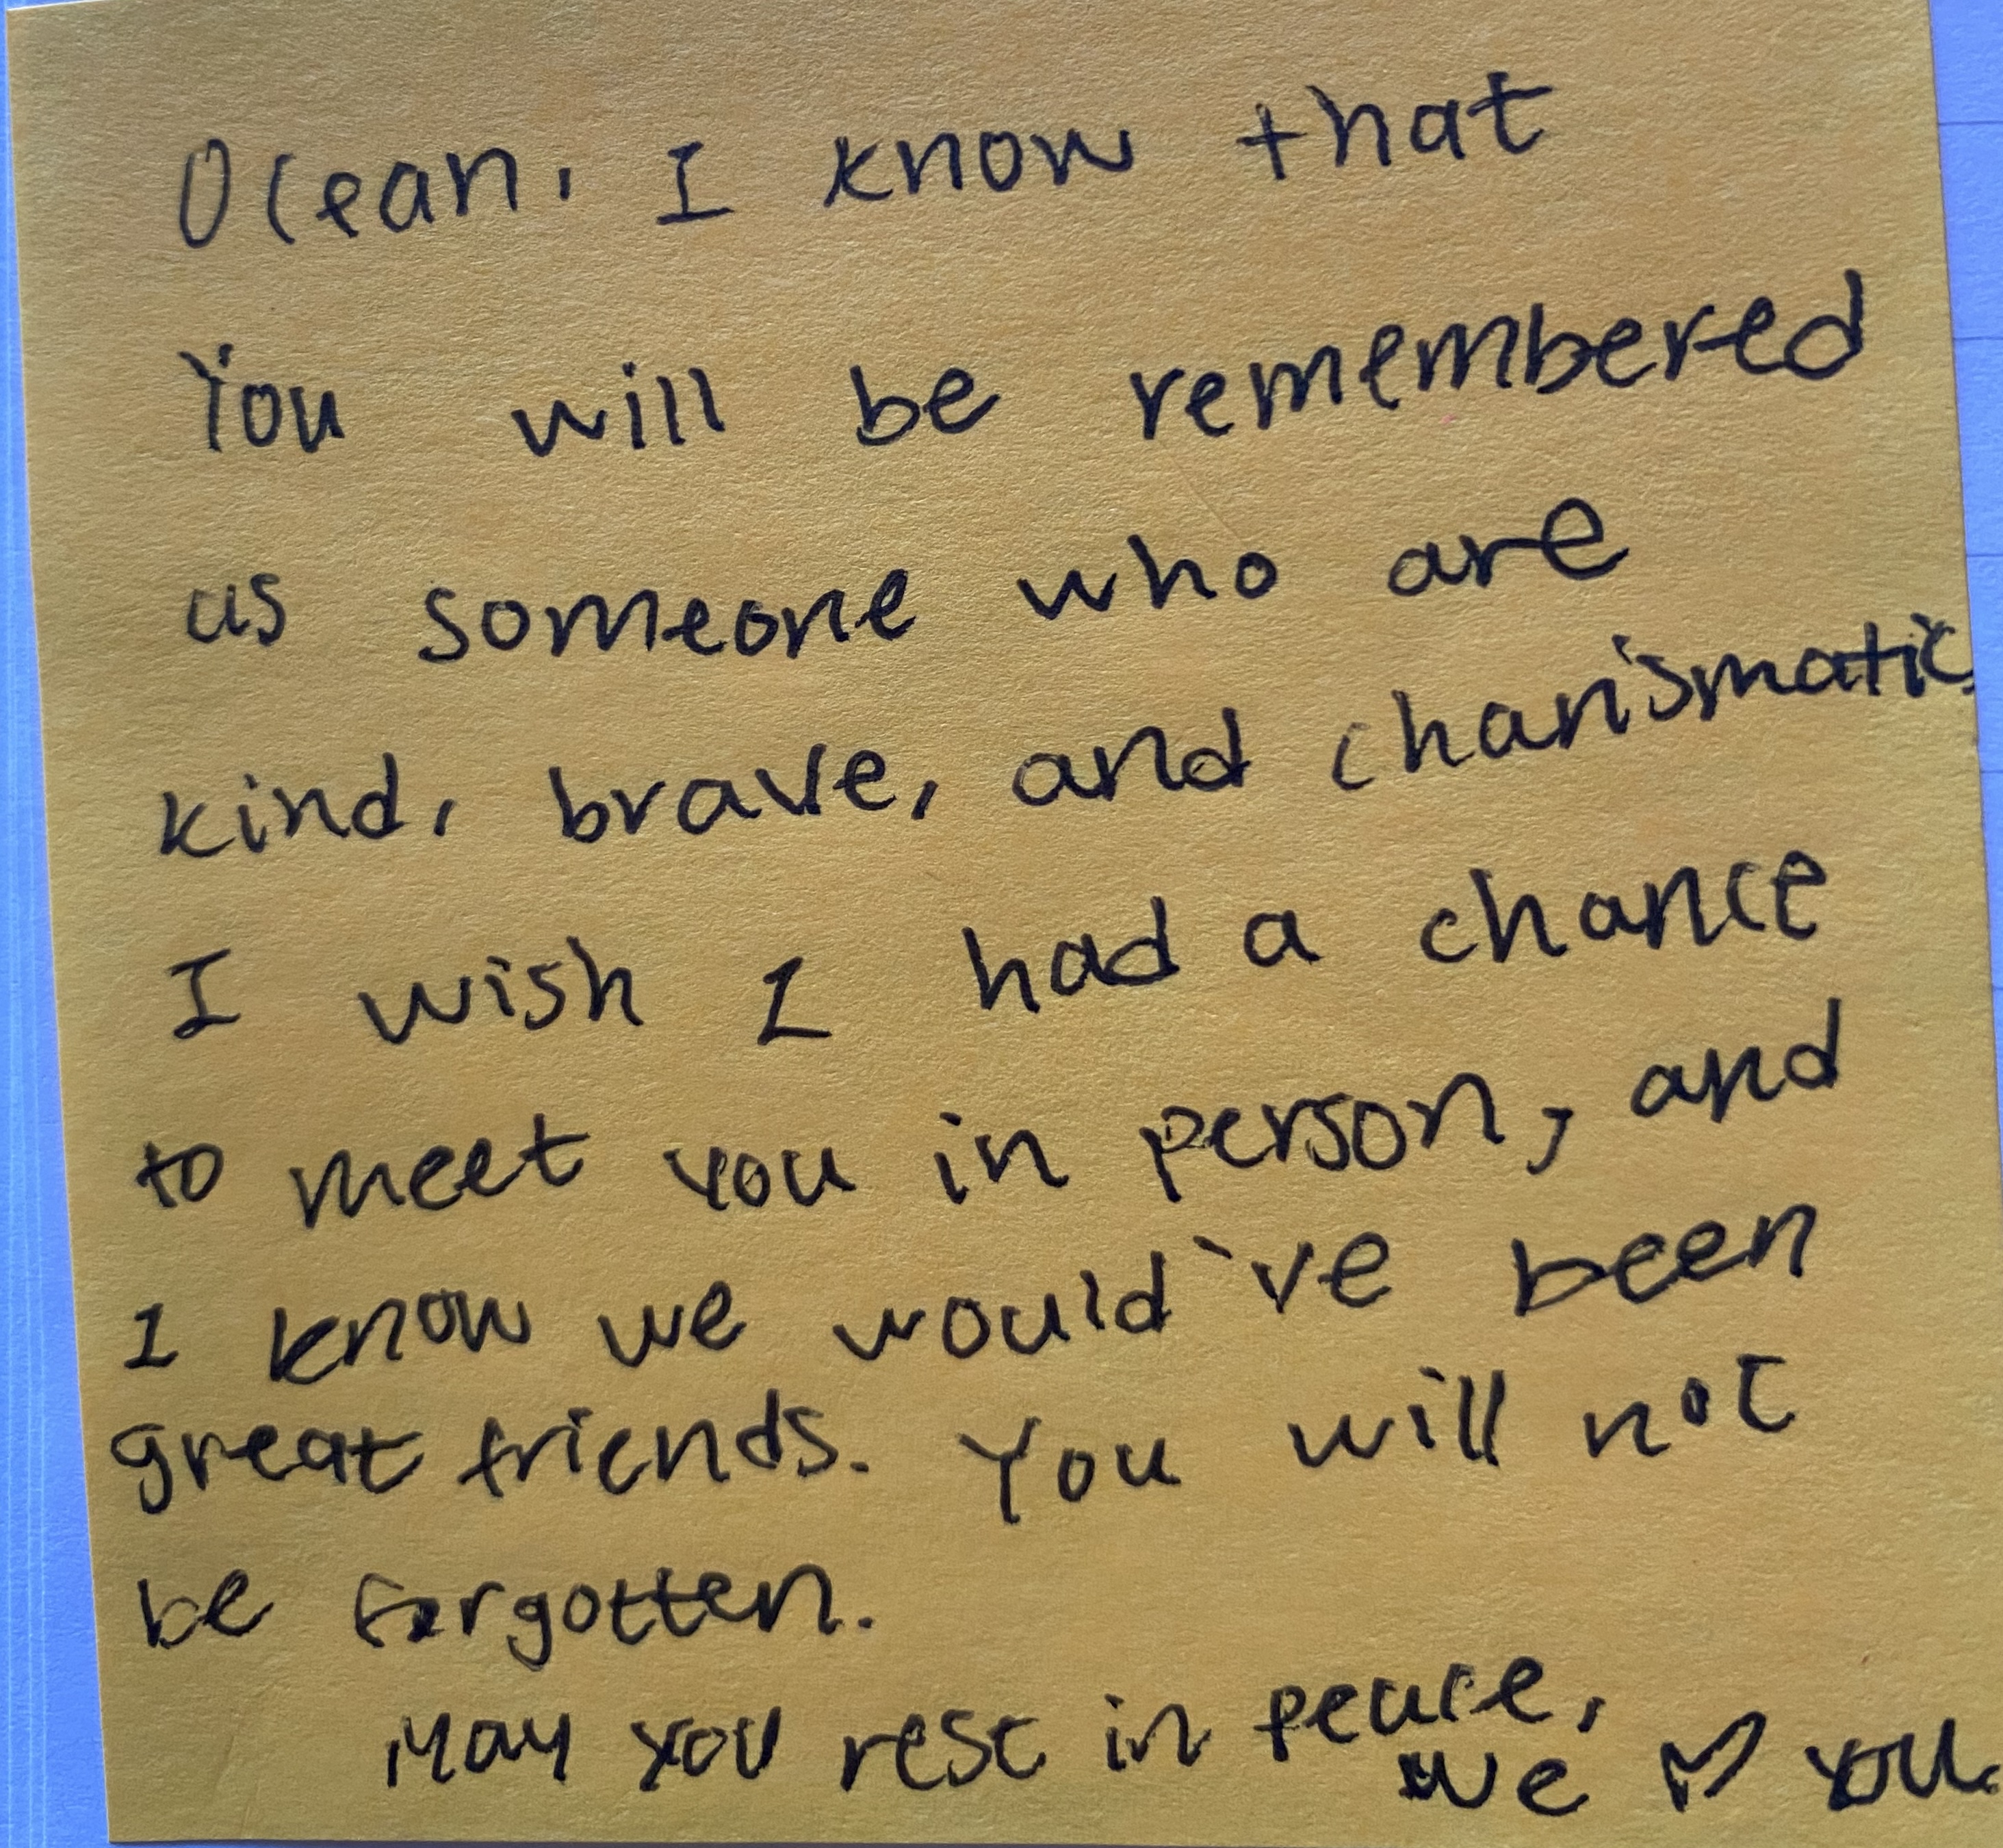 Ocean, I know that
You will be remembered
as someone who are
kind, brave, and charismatic,
I wish I had a chance
to meet you in person, and
I know we would've been
great friends. You will not
be forgotten.
May you rest in peace,
We ♡ you.